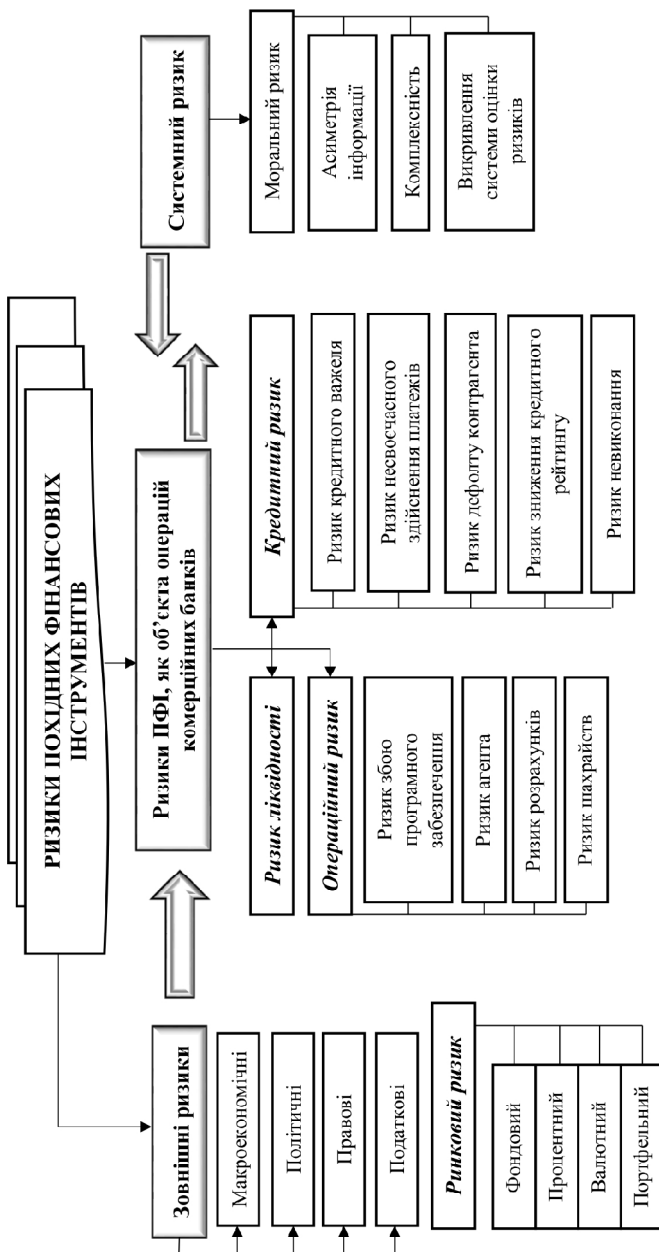 РИЗИКИ ПОХІДНИХ ФІНАНСОВИХ
ІНСТРУМЕНТІВ
Зовнішні ризики
Макроекономічні
Політичні
Правові
Податкові
Ринковий ризик
Фондовий
Процентний
Валютний
Портфельний
Ризики ПФІ, як об’єкта операцій
комерційних банків
Ризик ліквідності
Операційний ризик
Ризик збою
програмного
забезпечення
Ризик агента
Ризик розрахунків
Ризик шахрайств
Кредитний ризик
Ризик кредитного важеля
Ризик несвоєчасного
здійснення платежів
Ризик дефолту контрагента
Ризик зниження кредитного
рейтингу
Ризик невиконання
Системний ризик
Моральний ризик
Асиметрія
інформації
Комплексність
Викривлення
системи оцінки
ризиків